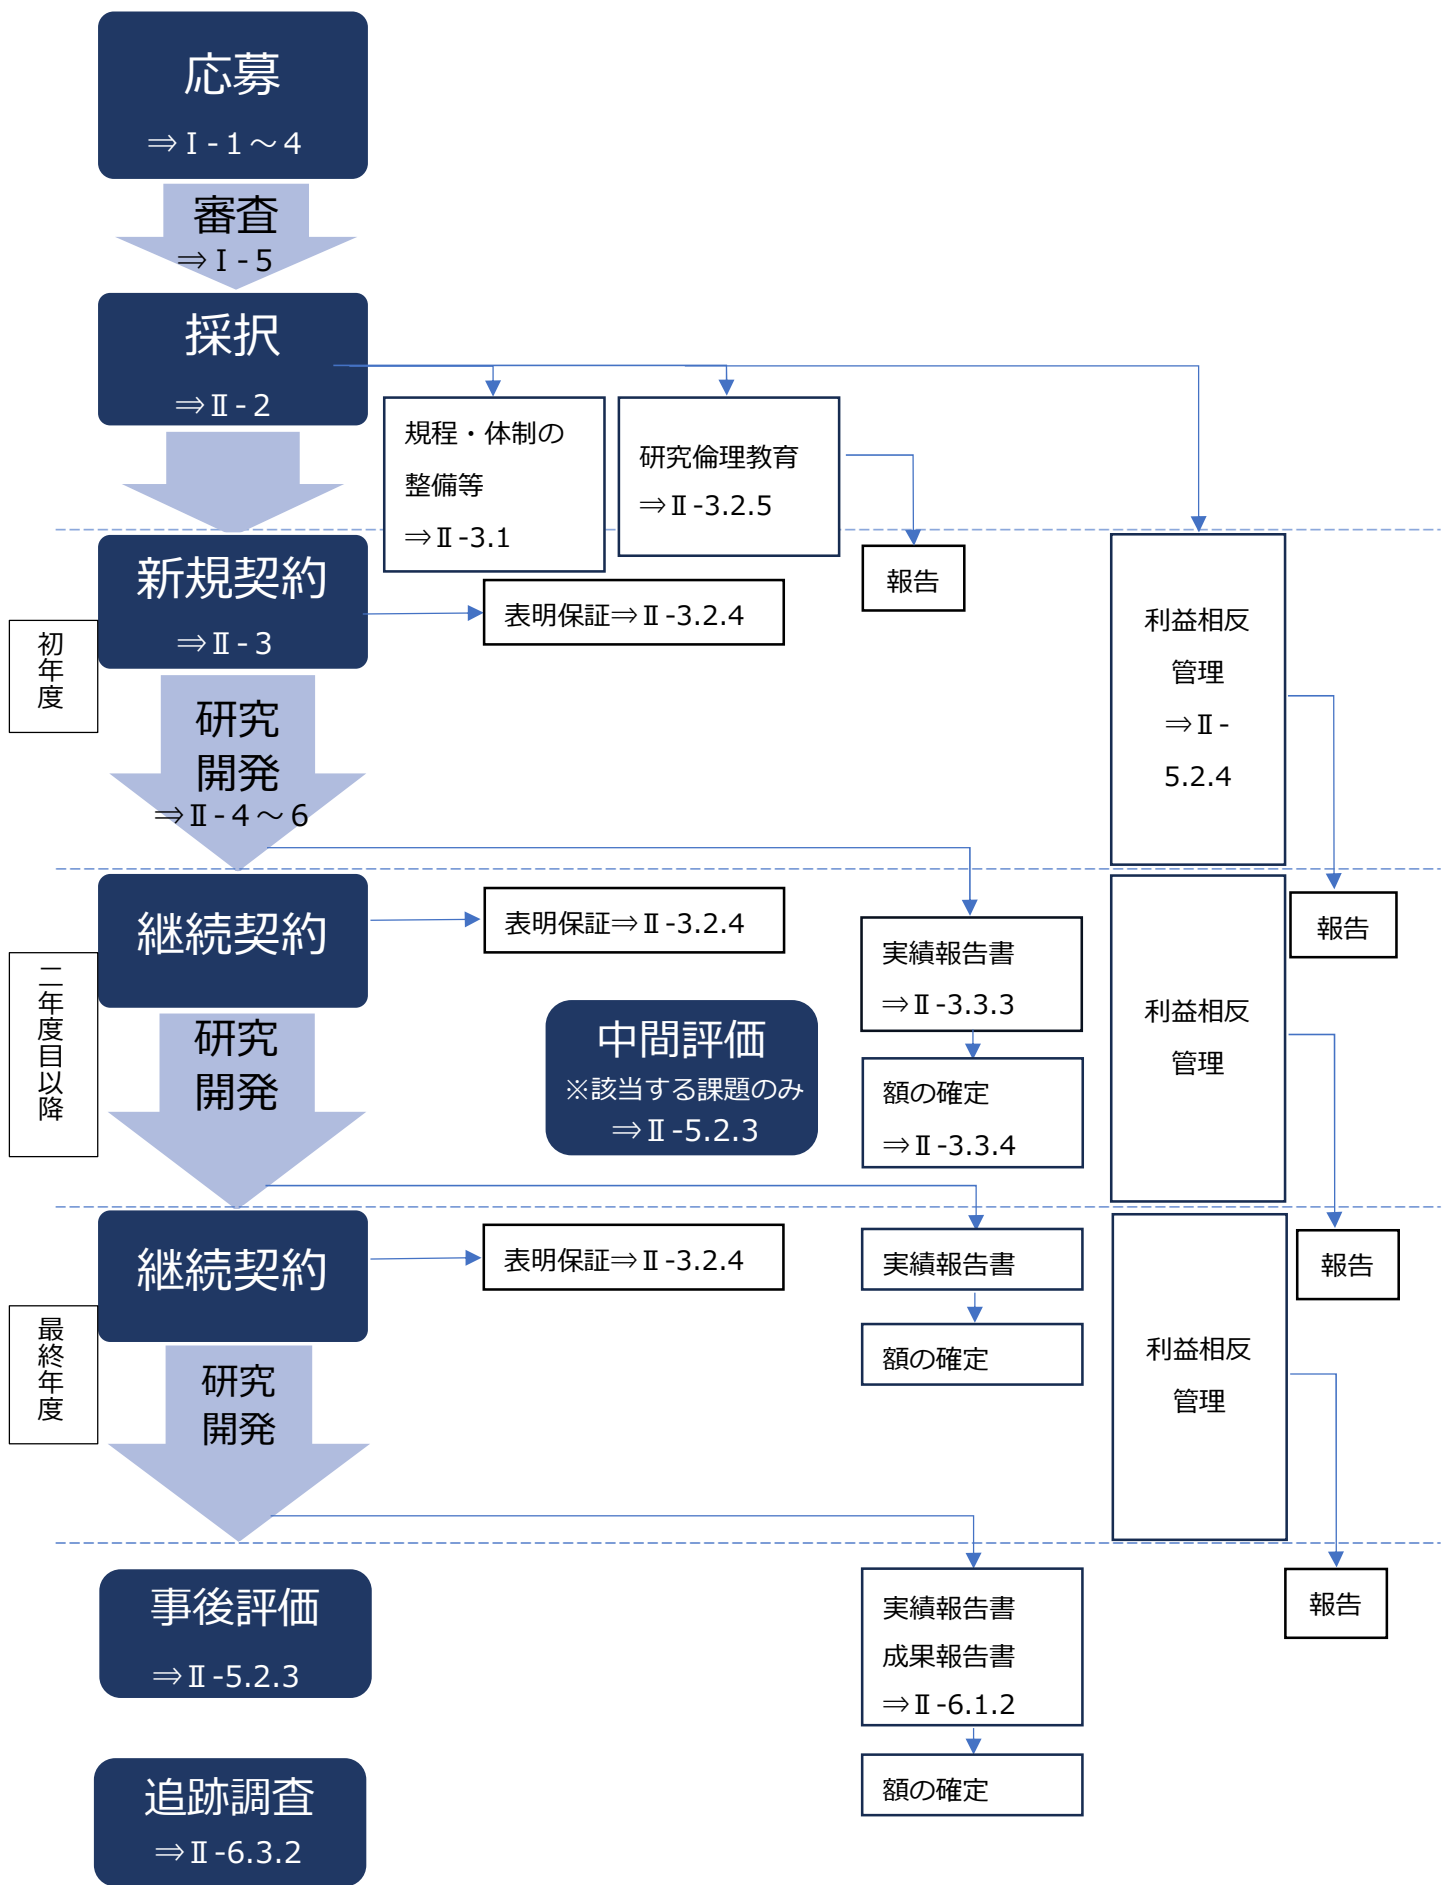 応募
⇒Ⅰ-1～4
審査
⇒Ⅰ-5
採択
⇒Ⅱ-2
規程・体制の
整備等
⇒Ⅱ-3.1
研究倫理教育
⇒Ⅱ-3.2.5
報告
新規契約
⇒Ⅱ-3
表明保証⇒Ⅱ-3.2.4
利益相反
管理
⇒Ⅱ-
5.2.4
初年度
研究
開発
⇒Ⅱ-4～6
継続契約
表明保証⇒Ⅱ-3.2.4
実績報告書
⇒Ⅱ-3.3.3
報告
二年度目以降
研究
開発
中間評価
※該当する課題のみ
⇒Ⅱ-5.2.3
額の確定
⇒Ⅱ-3.3.4
利益相反
管理
継続契約
表明保証⇒Ⅱ-3.2.4
実績報告書
報告
額の確定
最終年度
研究
開発
利益相反
管理
事後評価
⇒Ⅱ-5.2.3
実績報告書
成果報告書
⇒Ⅱ-6.1.2
報告
額の確定
追跡調査
⇒Ⅱ-6.3.2